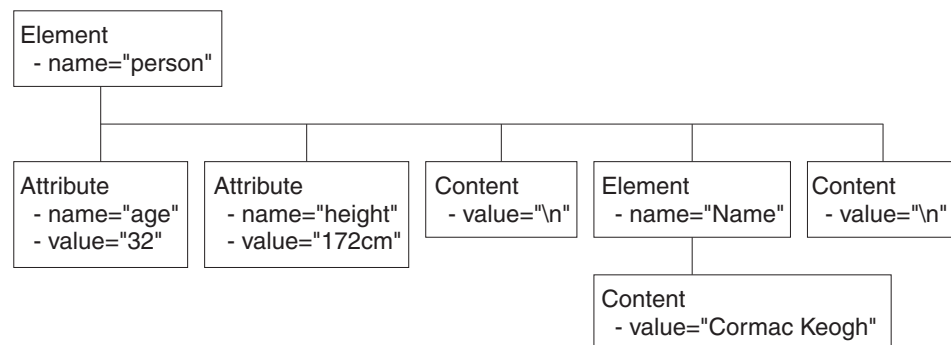 Element
- name="person"
Attribute
- name="age"
- value="32"
Attribute
- name="height"
- value="172cm"
Content
- value="\n"
Element
- name="Name"
Content
- value="\n"
Content
- value="Cormac Keogh"